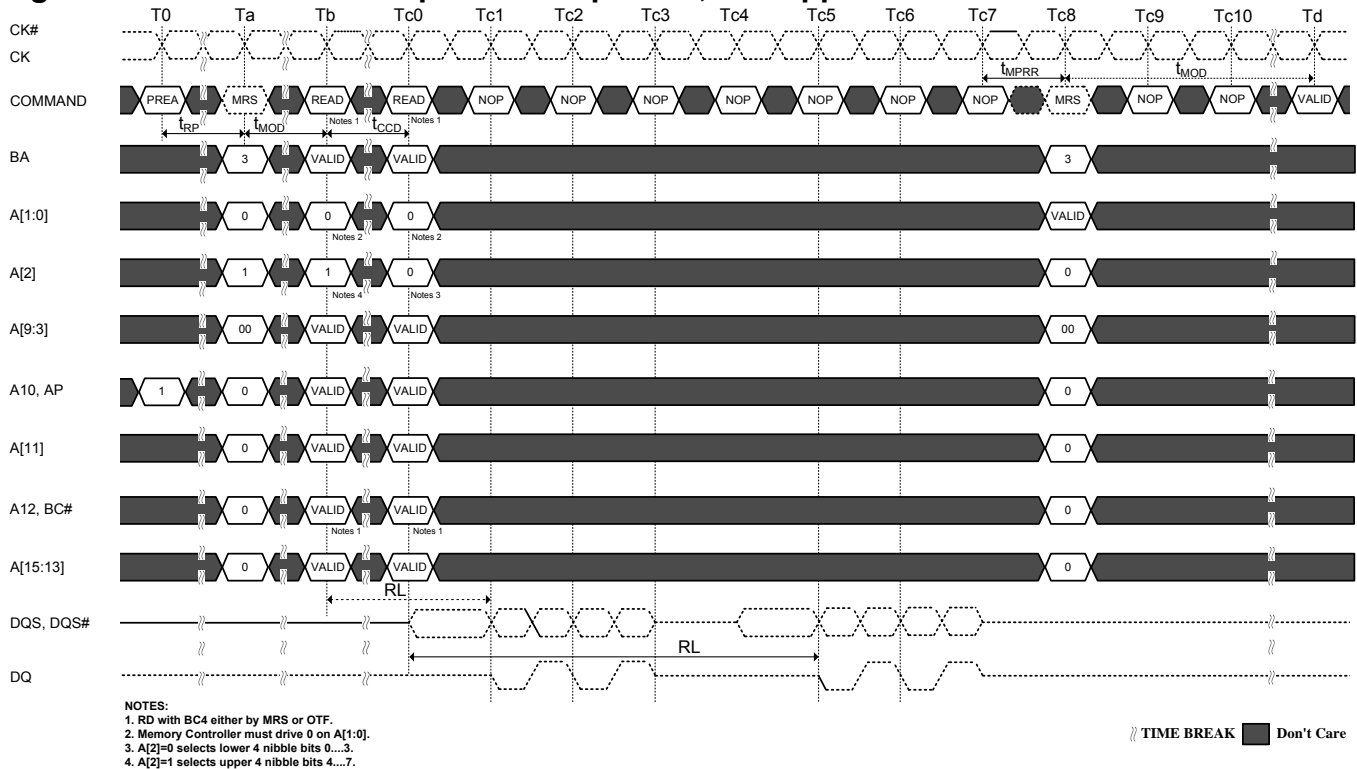 T0 Ta Tb Tc0 Tc1 Tc2 Tc3 Tc4 Tc5 Tc6 Tc7 Tc8 Tc9 Tc10 Td
CK#
CK
tMPRR tMOD
COMMAND PREA MRS READ READ NOP NOP NOP NOP NOP NOP NOP MRS NOP NOP VALID
Notes 1 Notes 1
tRP tMOD tCCD
BA 3 VALID VALID 3
A[1:0] 0 0 0 VALID
Notes 2 Notes 2
A[2] 1 1 0 0
Notes 4 Notes 3
A[9:3] 00 VALID VALID 00
A10, AP 1 0 VALID VALID 0
A[11] 0 VALID VALID 0
A12, BC# 0 VALID VALID 0
Notes 1 Notes 1
A[15:13] 0 VALID VALID 0
RL
DQS, DQS#
RL
DQ
NOTES:
1. RD with BC4 either by MRS or OTF.
2. Memory Controller must drive 0 on A[1:0].
3. A[2]=0 selects lower 4 nibble bits 0....3.
4. A[2]=1 selects upper 4 nibble bits 4....7.
TIME BREAK Don't Care